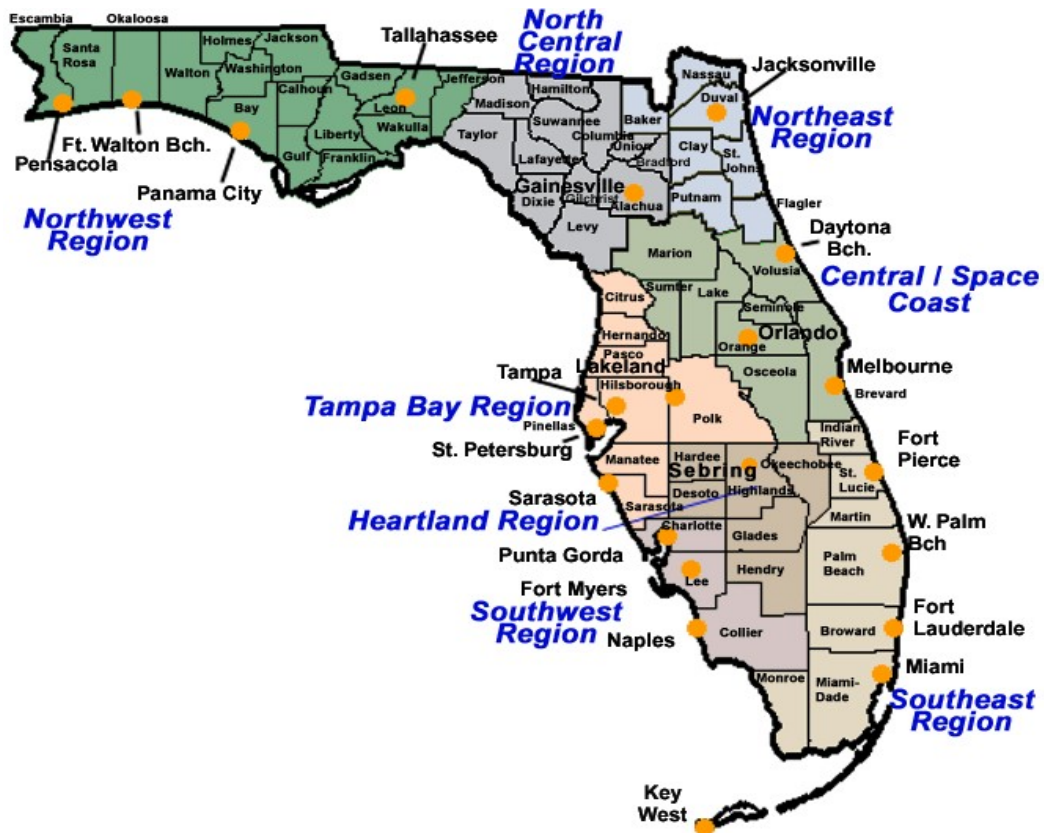 Escambia
Okaloosa
Santa
Rosa
Walton
Holmes
Jackson
Washington
Bay
Calhoun
Gulf
Liberty
Franklin
Gadsen
Leon
Wakulla
Jefferson
Tallahassee
Pensacola
Ft. Walton Bch.
Panama City
Northwest
Region
North
Central
Region
Madison
Hamilton
Taylor
Suwannee
Columbia
Lafayette
Union
Bradford
Gainesville
Gilchrist
Dixie
Alachua
Levy
Nassau
Duval
Baker
Clay
St.
Johns
Putnam
Flagler
Jacksonville
Northeast
Region
Daytona
Bch.
Central / Space
Coast
Marion
Volusia
Sumter
Lake
Seminole
Orange
Orlando
Osceola
Melbourne
Brevard
Citrus
Hernando
Pasco
Lakeland
Hilsborough
Tampa
Tampa Bay Region
Pinellas
St. Petersburg
Polk
Manatee
Sarasota
Sarasota
Hardee
Sebring
Okeechobee
Desoto
Highlands
Heartland Region
Charlotte
Glades
Punta Gorda
Hendry
Fort Myers
Lee
Southwest
Region
Naples
Collier
Indian
River
Fort
Pierce
St.
Lucie
Martin
W. Palm
Bch
Palm
Beach
Fort
Lauderdale
Broward
Miami
Monroe
Miami-
Dade
Southeast
Region
Key
West